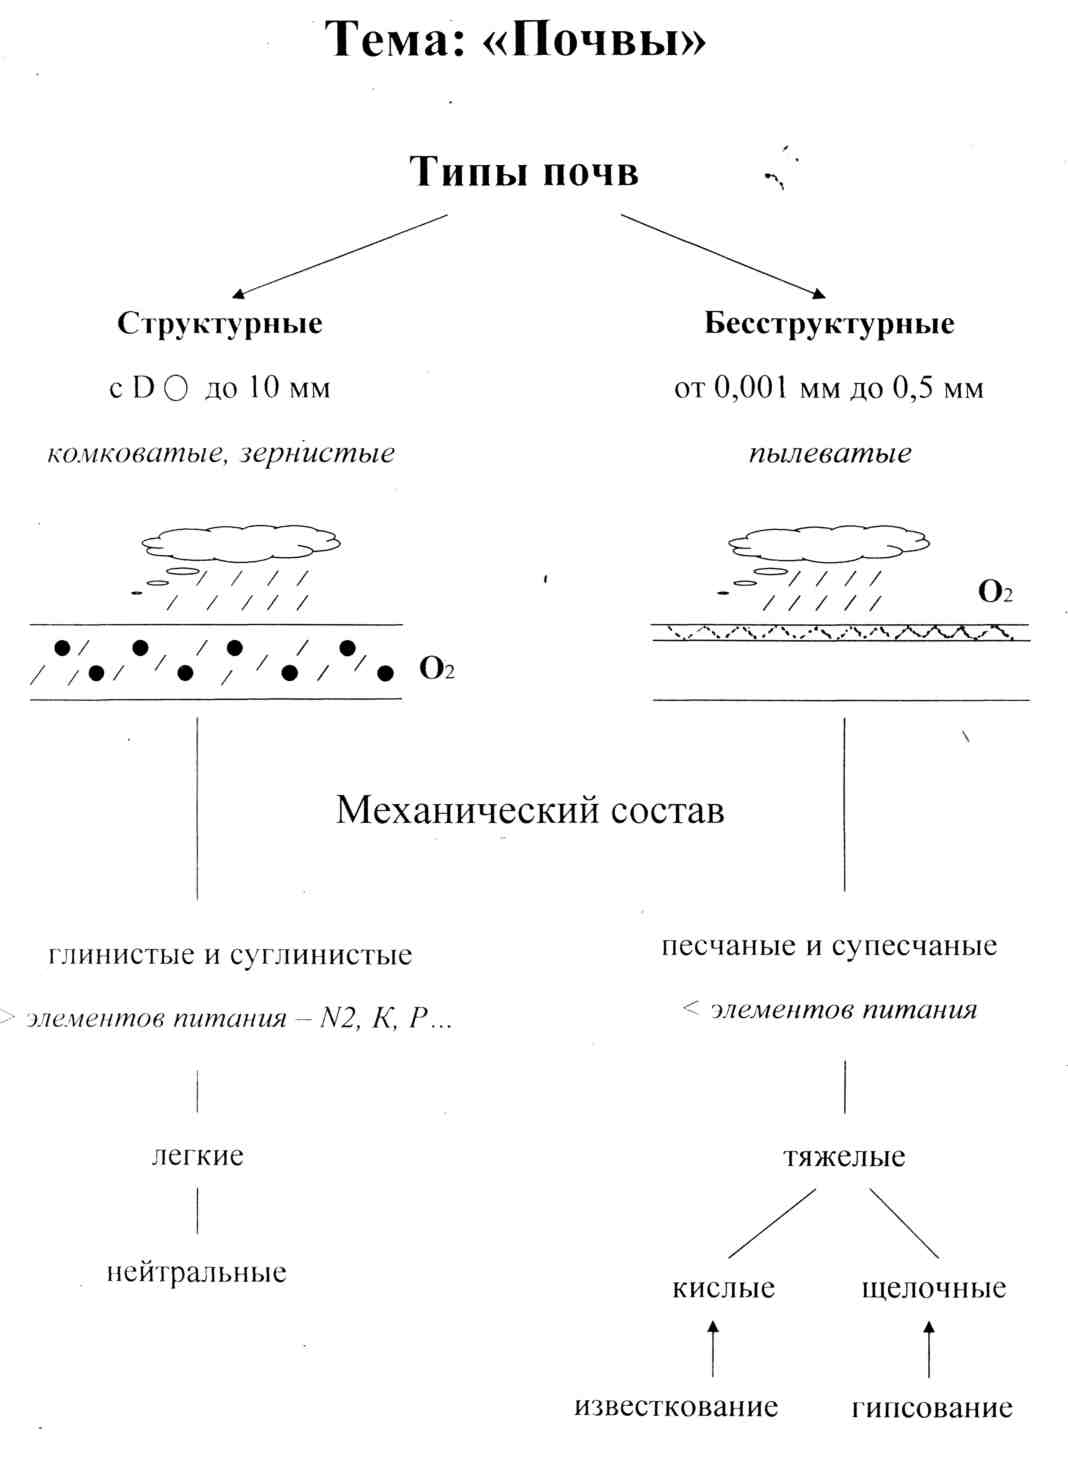 Тема: «Почвы»
Типы почв
Структурные
с D ○ до 10 мм
комковатые, зернистые
O2
Бесструктурные
от 0,001 мм до 0,5 мм
пылеватые
O2
Механический состав
глинистые и суглинистые
> элементов питания – N2, К, Р...
легкие
нейтральные
песчаные и супесчаные
< элементов питания
тяжелые
кислые
щелочные
известкование
гипсование